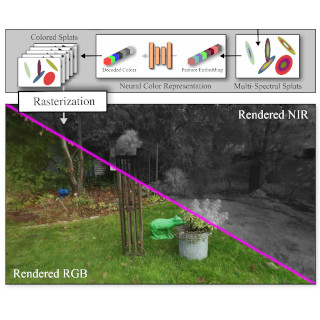 Colored Splats
Decoded Colors
Feature Embedding
Neural Color Representation
Multi-Spectral Splats
Rasterization
Rendered NIR
Rendered RGB